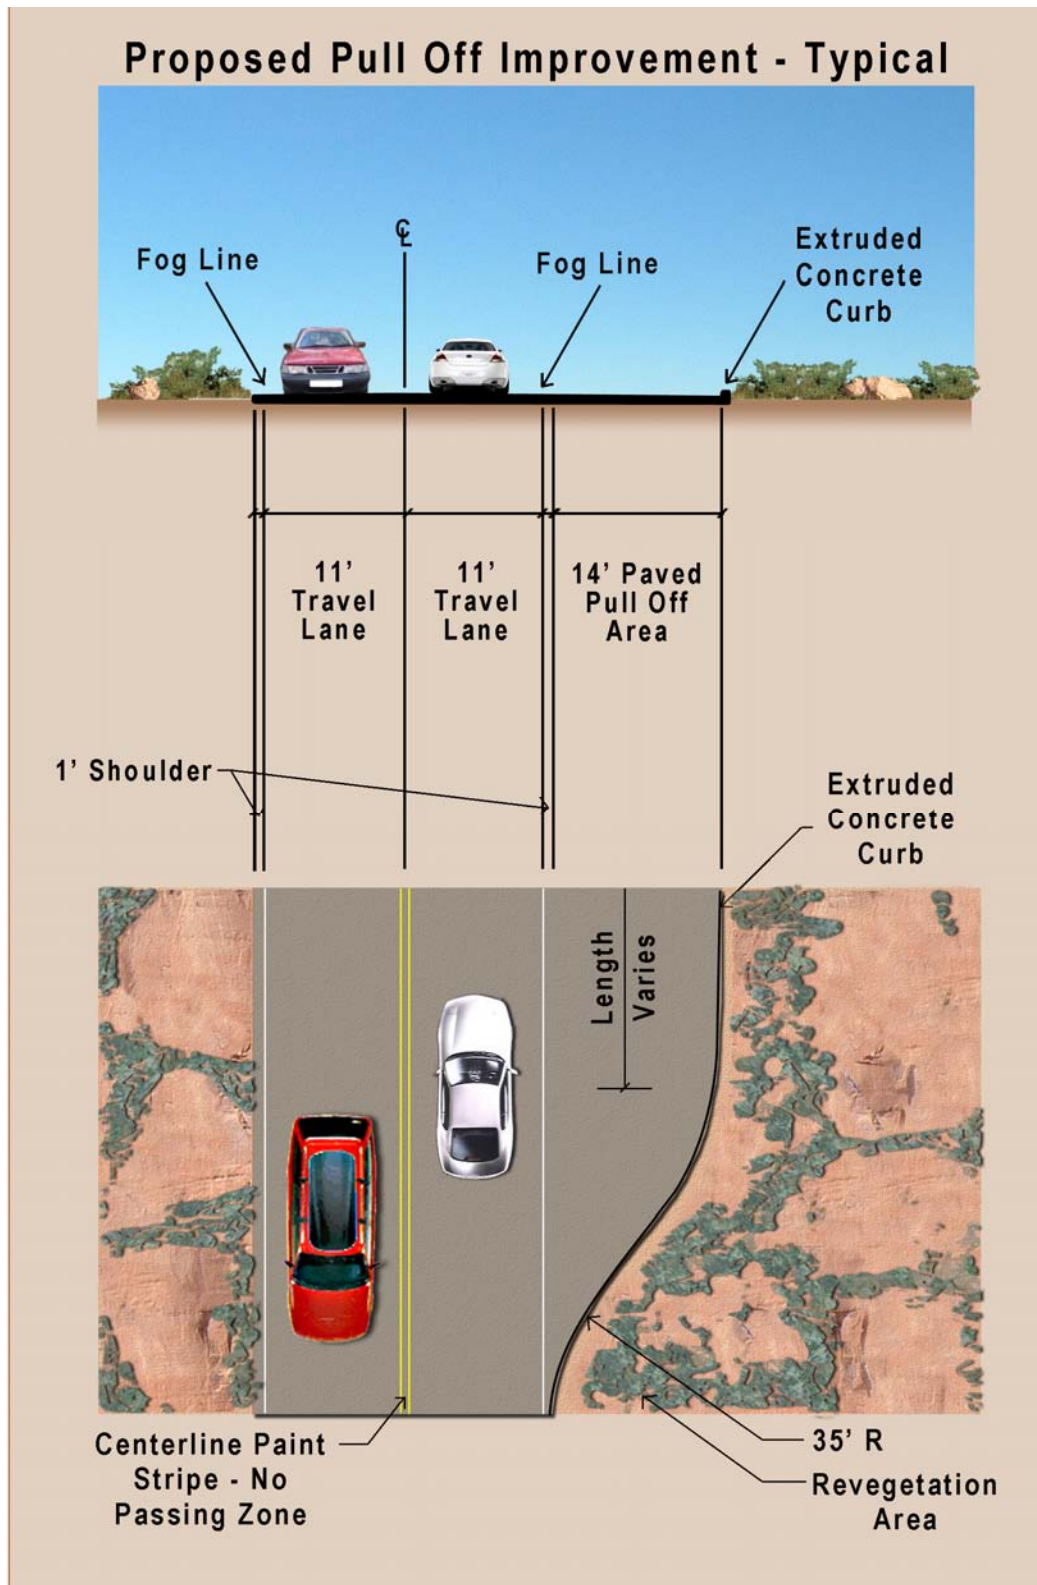 Proposed Pull Off Improvement - Typical
℄
Fog Line
Fog Line
Extruded
Concrete
Curb
11’
Travel
Lane
11’
Travel
Lane
14’ Paved
Pull Off
Area
1’ Shoulder
Extruded
Concrete
Curb
Length
Varies
Centerline Paint
Stripe - No
Passing Zone
35’ R
Revegetation
Area